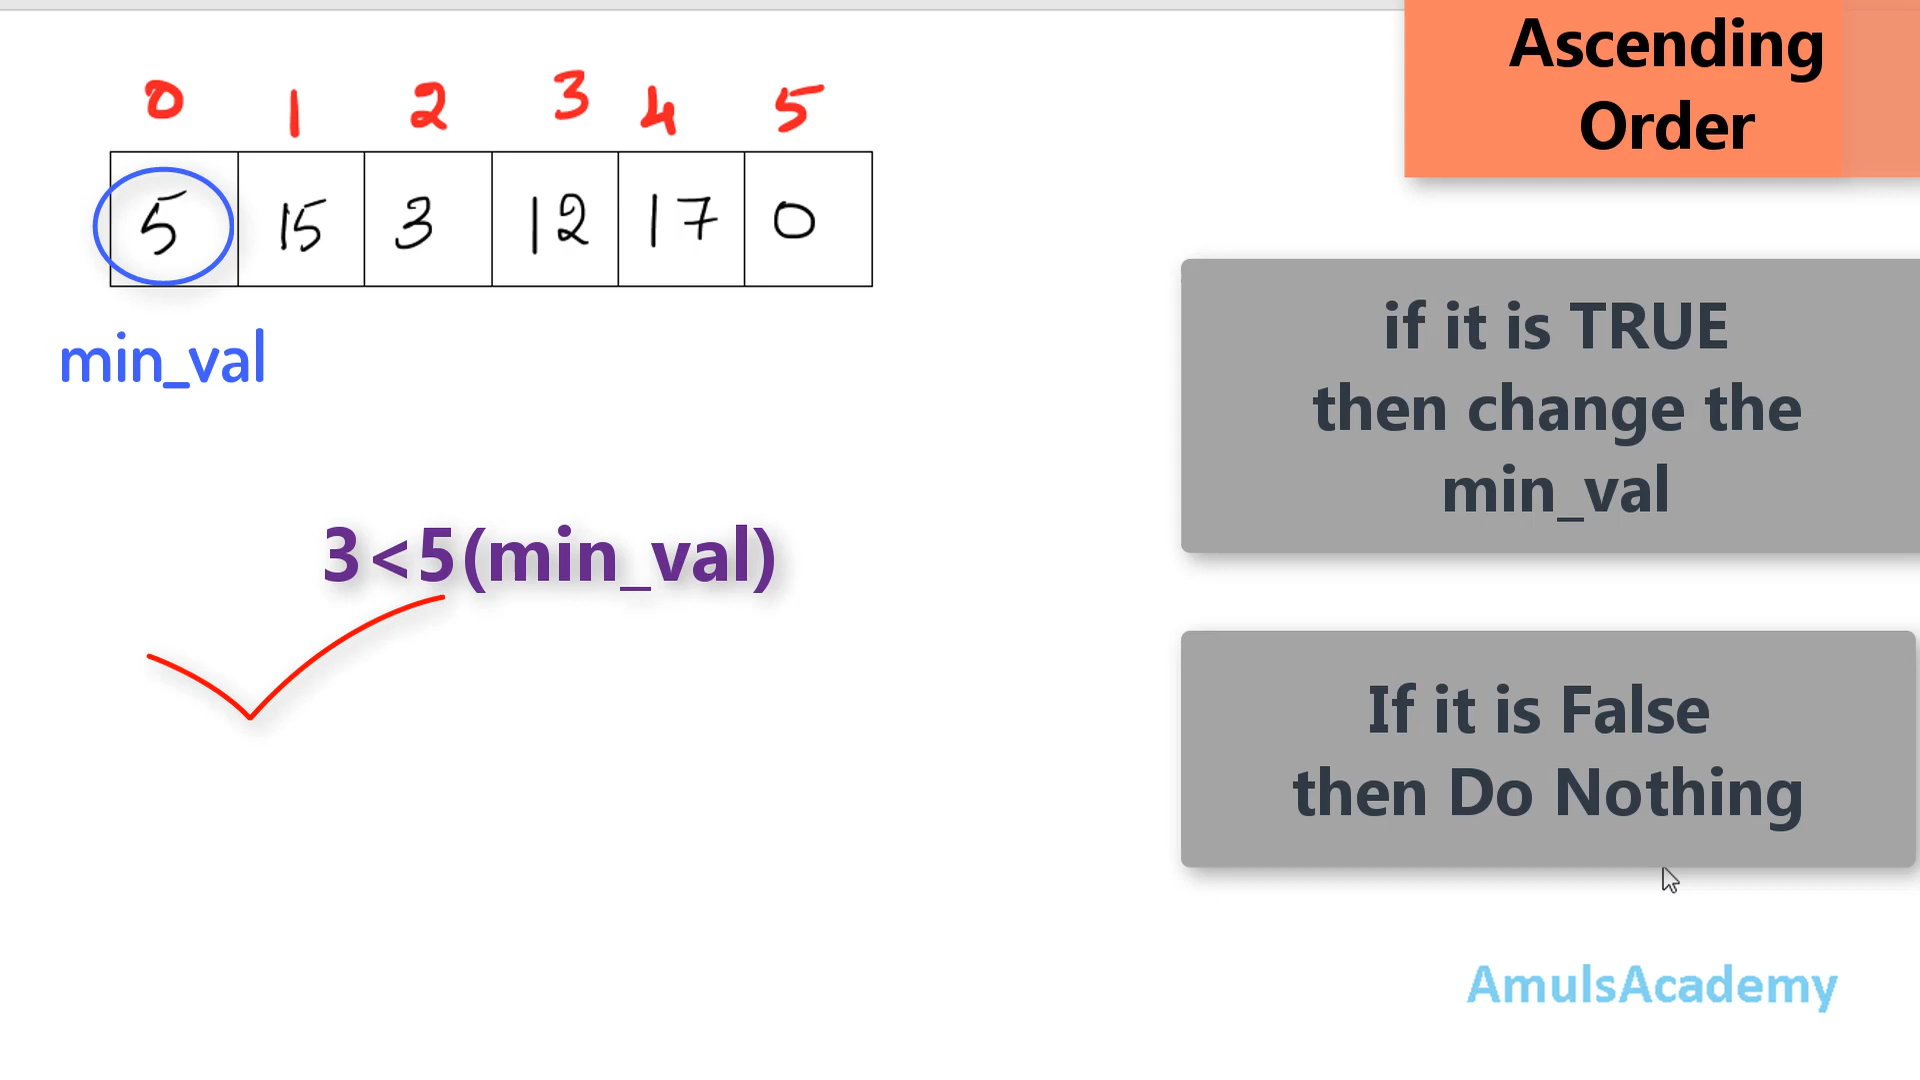 0 1 2 3 4 5
5 15 3 12 17 0
min_val
3<5(min_val)
Ascending
Order
if it is TRUE
then change the
min_val
If it is False
then Do Nothing
AmulsAcademy